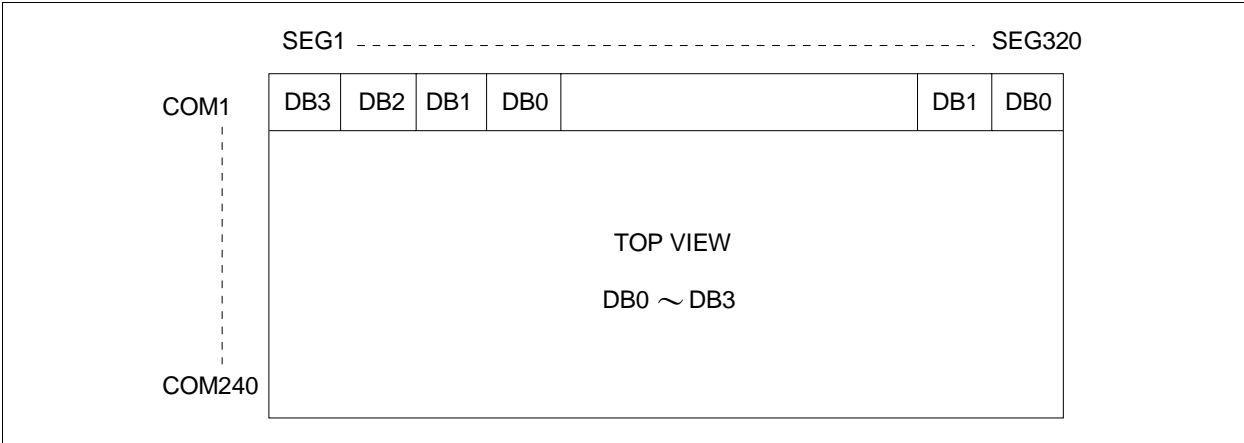 SEG1 SEG320
COM1 DB3 DB2 DB1 DB0 DB1 DB0
TOP VIEW
DB0 ～ DB3
COM240